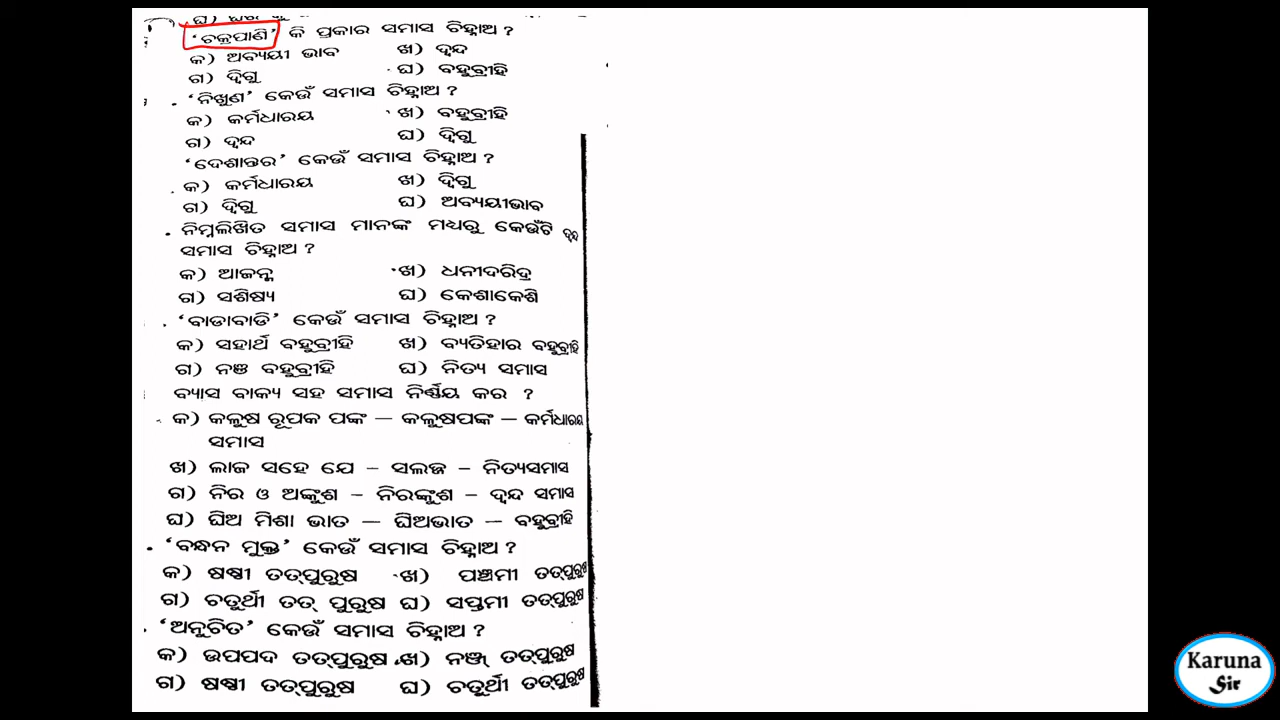 'ଚକ୍ରପାଣି' କି ପ୍ରକାର ସମାସ ଚିହ୍ନାଅ ?
କ) ଅବ୍ୟୟୀ ଭାବ ଖ) ଦ୍ୱନ୍ଦ
ଗ) ଦ୍ୱିଗୁ ଘ) ବହୁବ୍ରୀହି
'ନିଖୁଣ' କେଉଁ ସମାସ ଚିହ୍ନାଅ ?
କ) କର୍ମଧାରୟ ଖ) ବହୁବ୍ରୀହି
ଗ) ଦ୍ୱନ୍ଦ ଘ) ଦ୍ୱିଗୁ
'ଦେଶାନ୍ତର' କେଉଁ ସମାସ ଚିହ୍ନାଅ ?
କ) କର୍ମଧାରୟ ଖ) ଦ୍ୱିଗୁ
ଗ) ଦ୍ୱିଗୁ ଘ) ଅବ୍ୟୟୀଭାବ
ନିମ୍ନଲିଖିତ ସମାସ ମାନଙ୍କ ମଧ୍ୟରୁ କେଉଁଟି ଦ୍ୱନ୍ଦ
ସମାସ ଚିହ୍ନାଅ ?
କ) ଆଜନ୍ମ ଖ) ଧନୀଦରିଦ୍ର
ଗ) ସଶିଷ୍ୟ ଘ) କେଶାକେଶି
'ବାଡାବାଡି' କେଉଁ ସମାସ ଚିହ୍ନାଅ ?
କ) ସହାର୍ଥ ବହୁବ୍ରୀହି ଖ) ବ୍ୟତିହାର ବହୁବ୍ରୀହି
ଗ) ନଞ ବହୁବ୍ରୀହି ଘ) ନିତ୍ୟ ସମାସ
ବ୍ୟାସ ବାକ୍ୟ ସହ ସମାସ ନିର୍ଣ୍ଣୟ କର ?
କ) କଳୁଷ ରୂପକ ପଙ୍କ – କଳୁଷପଙ୍କ – କର୍ମଧାରୟ
ସମାସ
ଖ) ଲାଜ ସହେ ଯେ – ସଲଜ୍ଜ – ନିତ୍ୟସମାସ
ଗ) ନିର ଓ ଅଙ୍କୁଶ – ନିରଙ୍କୁଶ – ଦ୍ୱନ୍ଦ ସମାସ
ଘ) ଘିଅ ମିଶା ଭାତ – ଘିଅଭାତ – ବହୁବ୍ରୀହି
'ବନ୍ଧନ ମୁକ୍ତ' କେଉଁ ସମାସ ଚିହ୍ନାଅ ?
କ) ଷଷ୍ଠୀ ତତ୍‌ପୁରୁଷ ଖ) ପଞ୍ଚମୀ ତତ୍‌ପୁରୁଷ
ଗ) ଚତୁର୍ଥୀ ତତ୍ ପୁରୁଷ ଘ) ସପ୍ତମୀ ତତ୍‌ପୁରୁଷ
'ଅନୁଚିତ' କେଉଁ ସମାସ ଚିହ୍ନାଅ ?
କ) ଉପପଦ ତତ୍‌ପୁରୁଷ ଖ) ନଞ୍ ତତ୍‌ପୁରୁଷ
ଗ) ଷଷ୍ଠୀ ତତ୍‌ପୁରୁଷ ଘ) ଚତୁର୍ଥୀ ତତ୍‌ପୁରୁଷ
Karuna
Sir